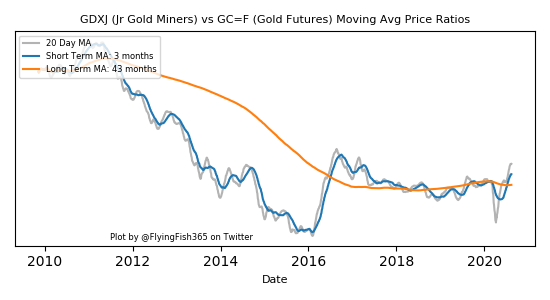 GDXJ (Jr Gold Miners) vs GC=F (Gold Futures) Moving Avg Price Ratios
20 Day MA
Short Term MA: 3 months
Long Term MA: 43 months
Plot by @FlyingFish365 on Twitter
2010 2012 2014 2016 2018 2020
Date